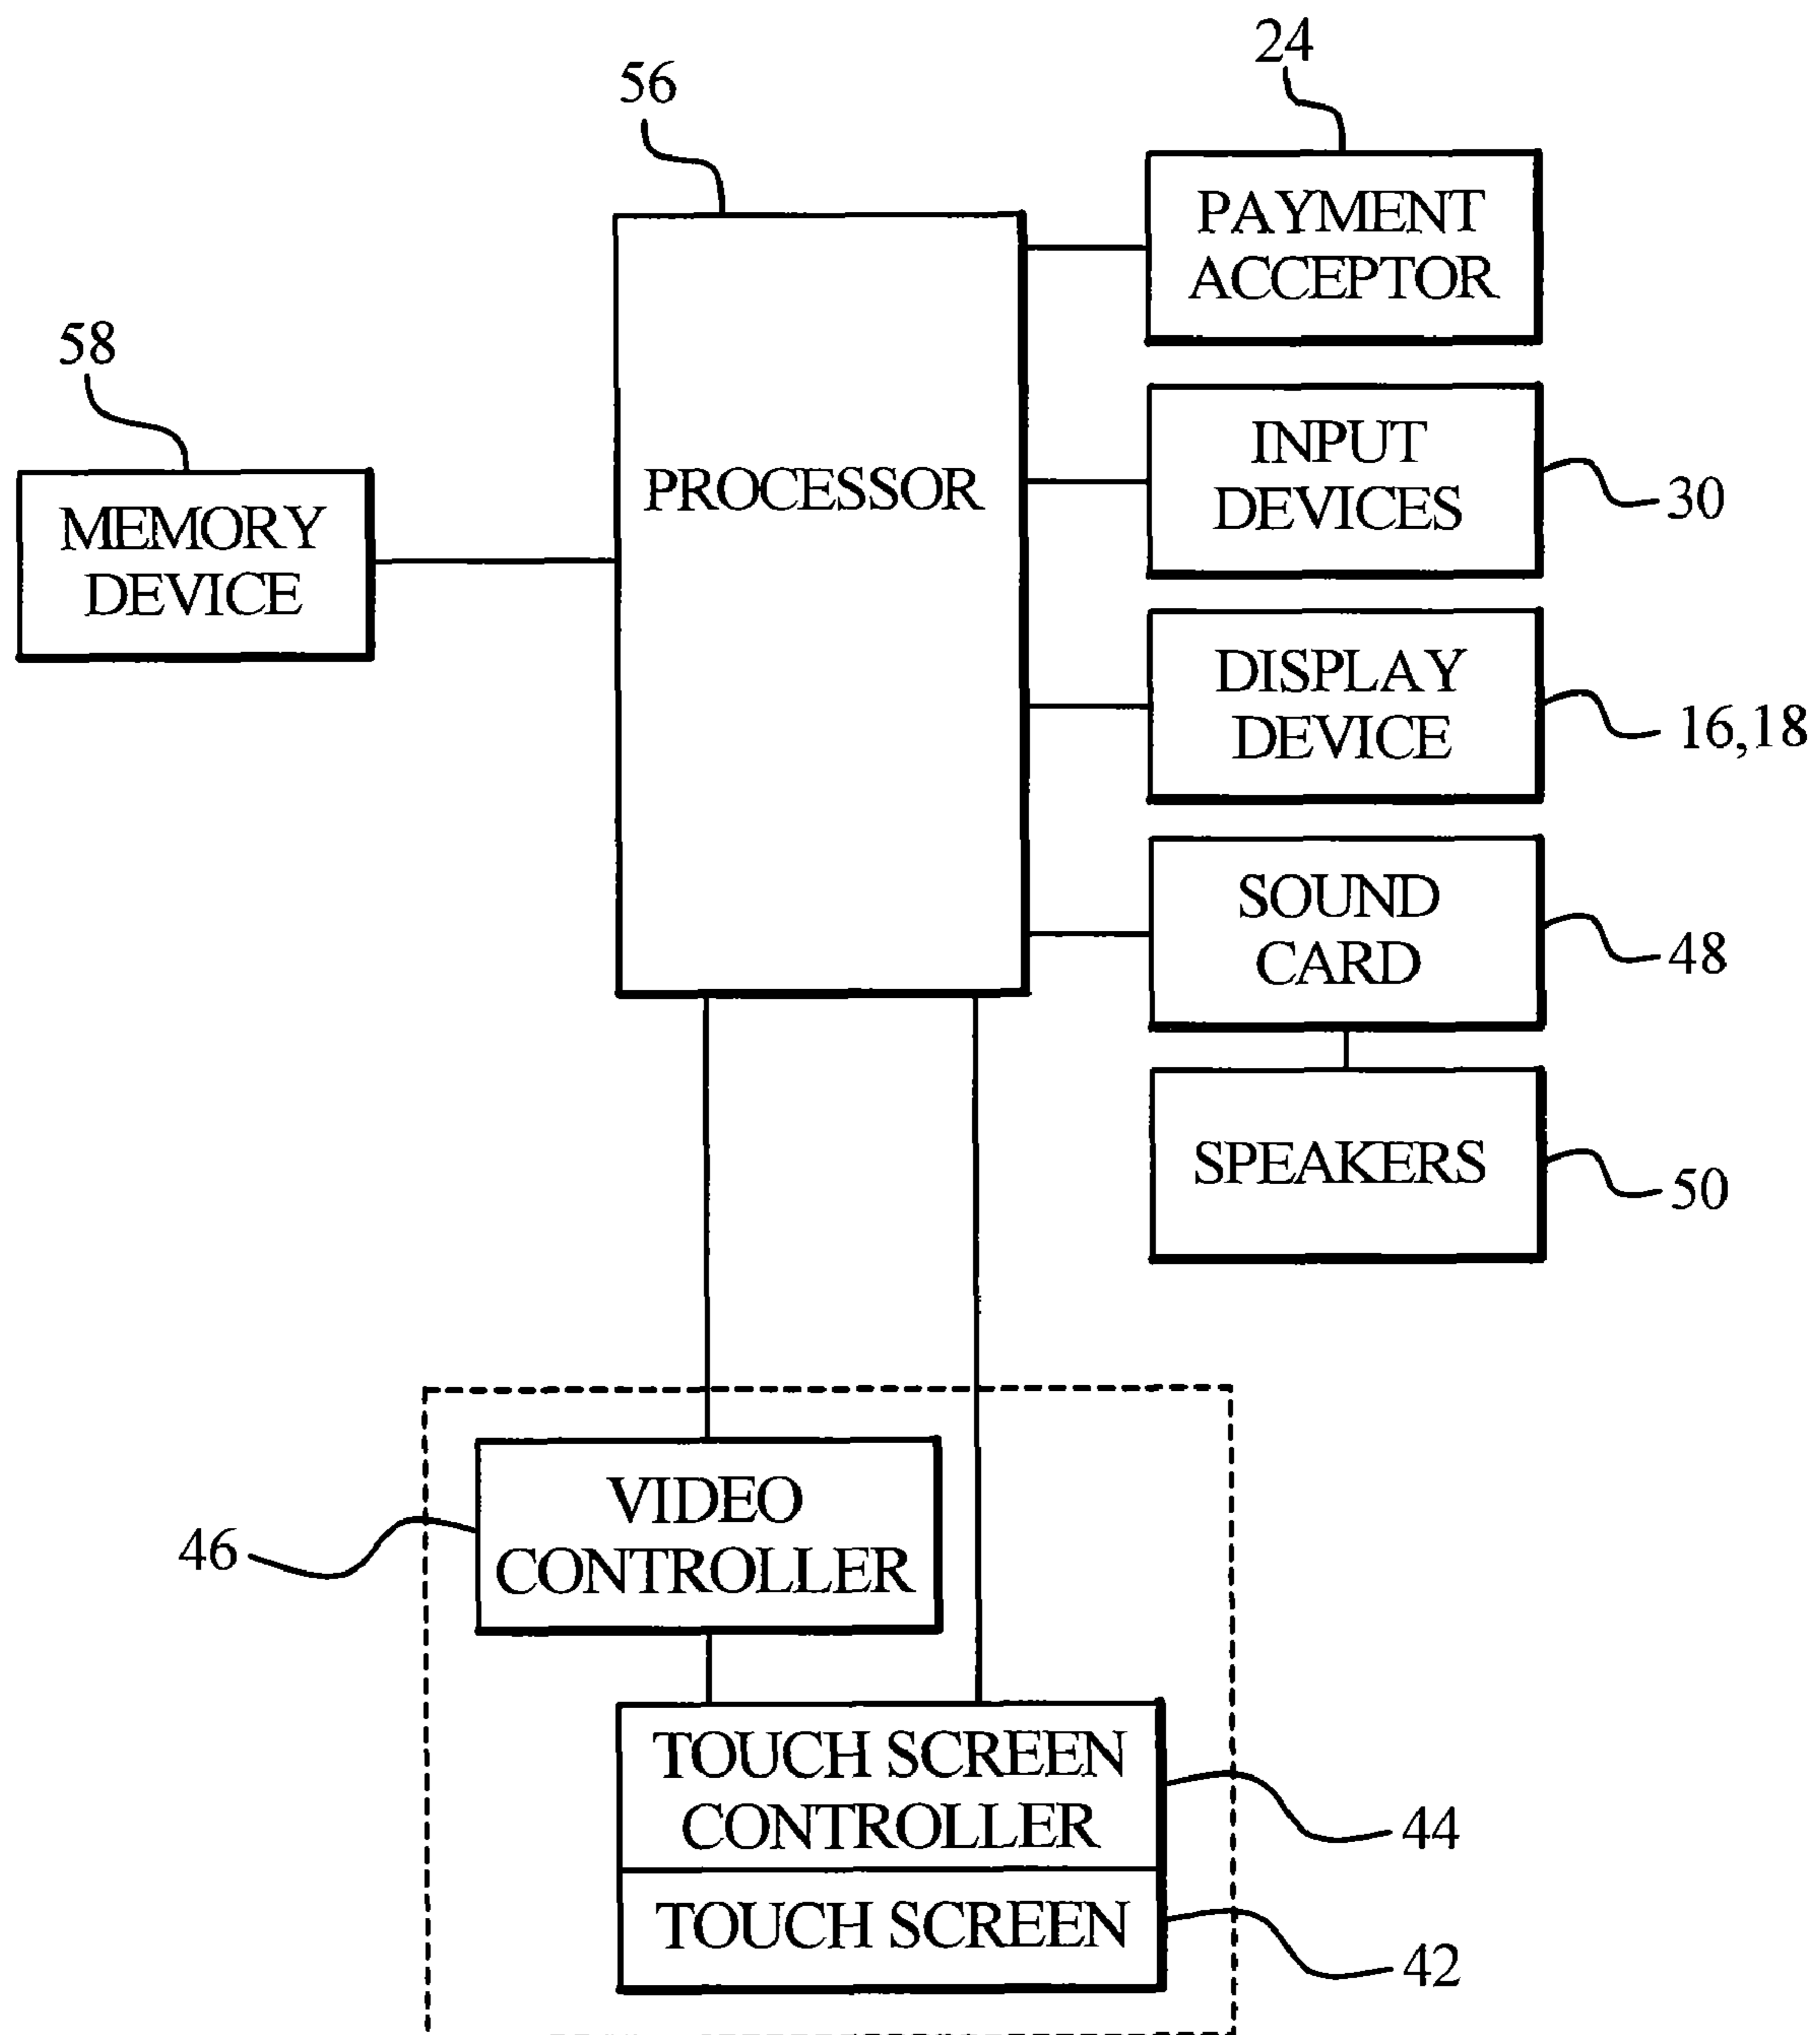 24
56
PAYMENT
ACCEPTOR
58
INPUT
DEVICES
30
PROCESSOR
MEMORY
DEVICE
DISPLAY
DEVICE
16,18
SOUND
CARD
48
SPEAKERS
50
VIDEO
CONTROLLER
46
TOUCH SCREEN
CONTROLLER
44
TOUCH SCREEN
42